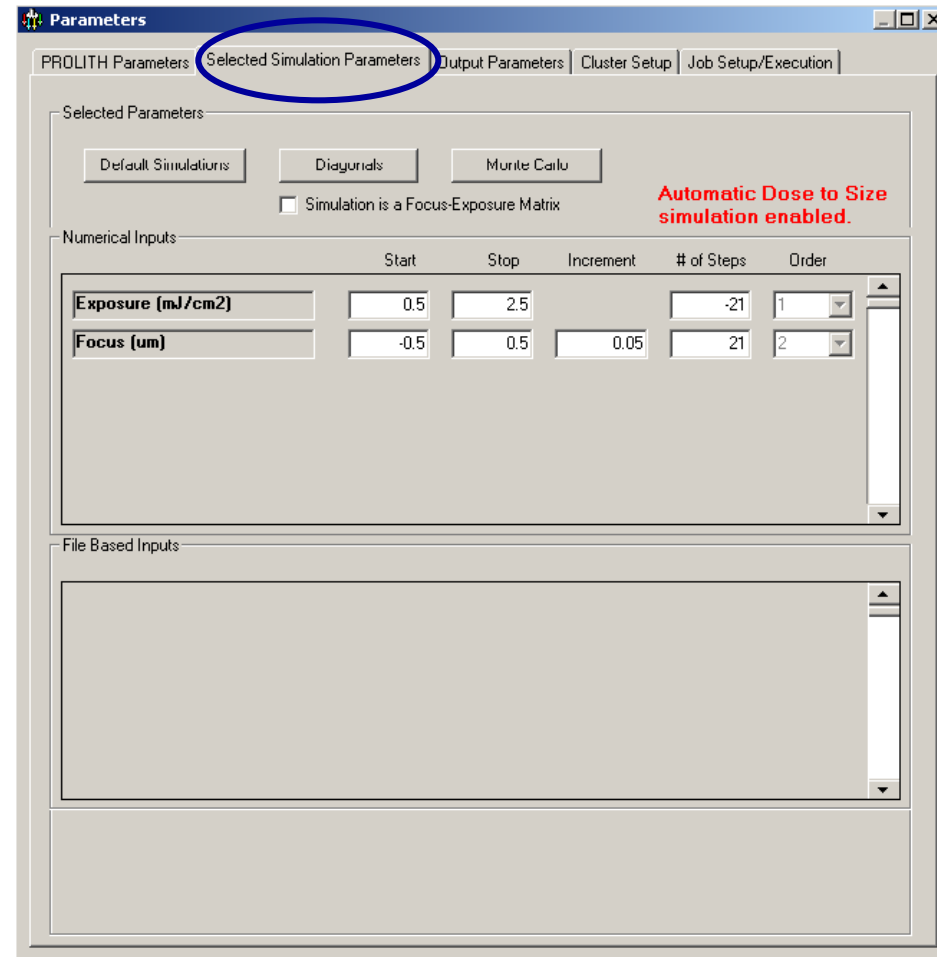 Parameters
PROLITH Parameters Selected Simulation Parameters Output Parameters Cluster Setup Job Setup/Execution
Selected Parameters
Default Simulations Diagonals Monte Carlo
Simulation is a Focus-Exposure Matrix
Automatic Dose to Size
simulation enabled.
Numerical Inputs
Start Stop Increment # of Steps Order
Exposure (mJ/cm2) 0.5 2.5 -21 1
Focus (um) -0.5 0.5 0.05 21 2
File Based Inputs